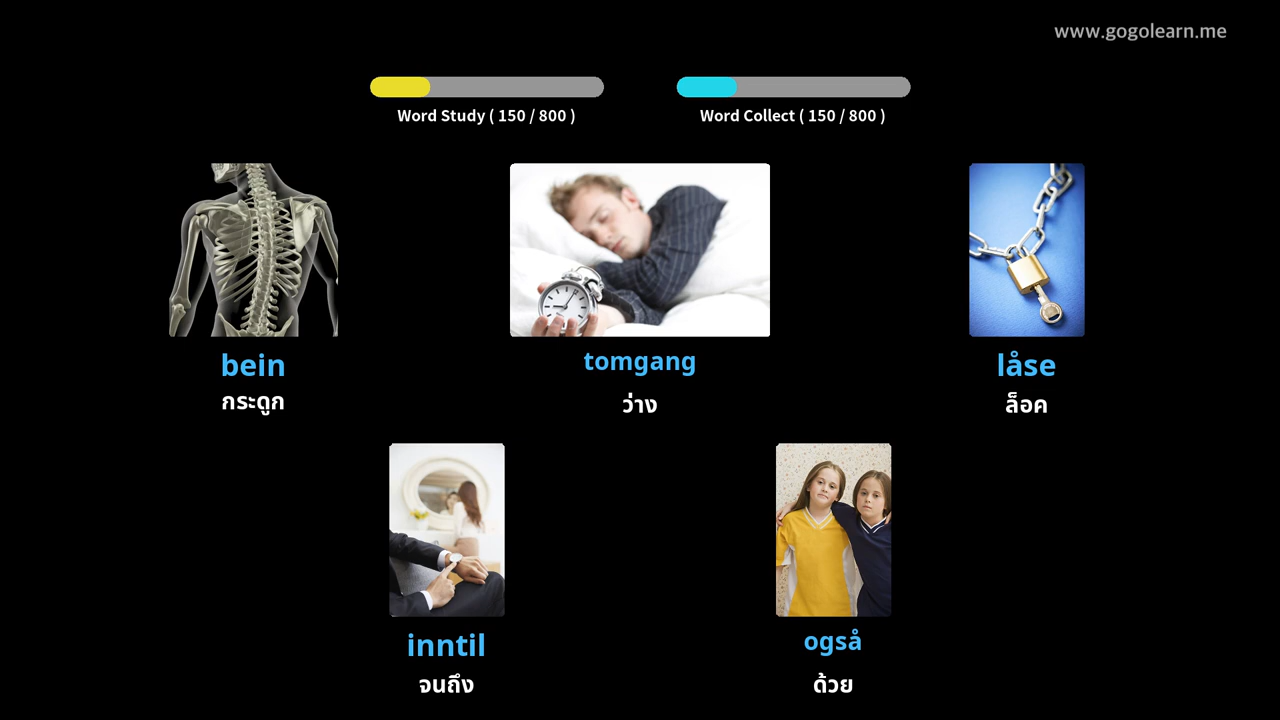 www.gogolearn.me
Word Study ( 150 / 800 )
Word Collect ( 150 / 800 )
bein
กระดูก
tomgang
ว่าง
låse
ล็อค
inntil
จนถึง
også
ด้วย